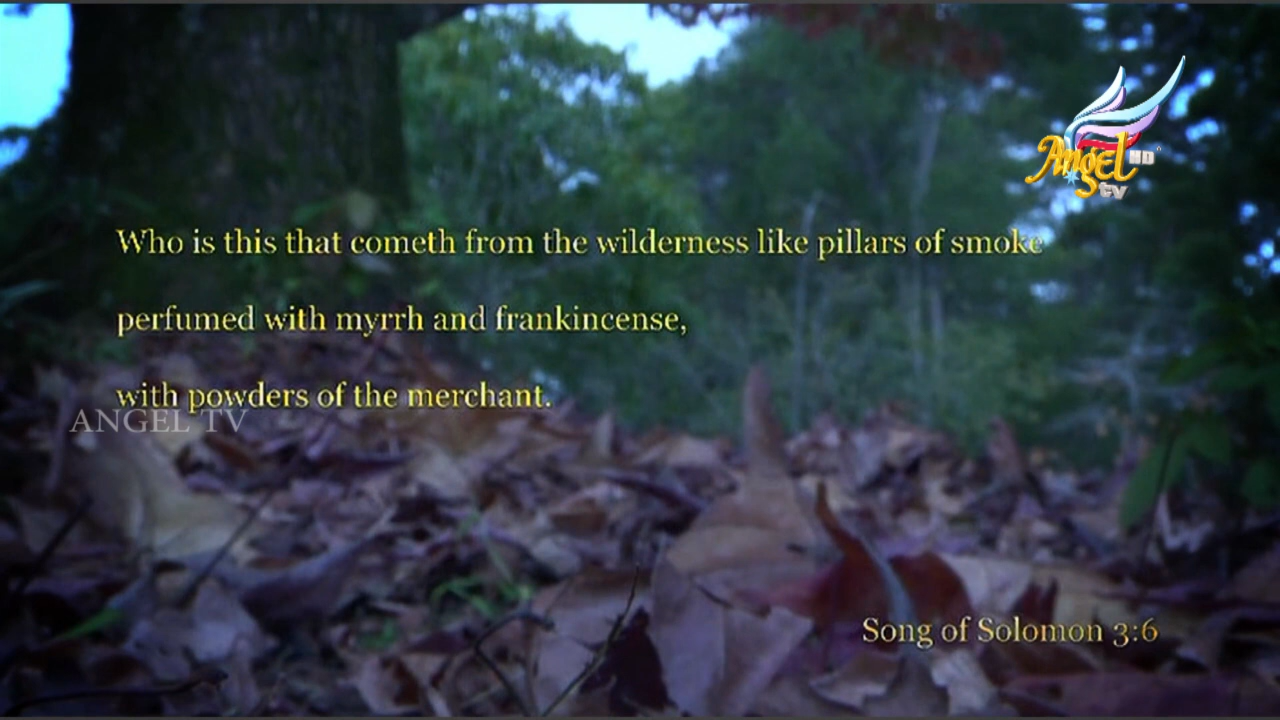 Angel HD
tv
Who is this that cometh from the wilderness like pillars of smoke
perfumed with myrrh and frankincense,
with powders of the merchant.
ANGEL TV
Song of Solomon 3:6